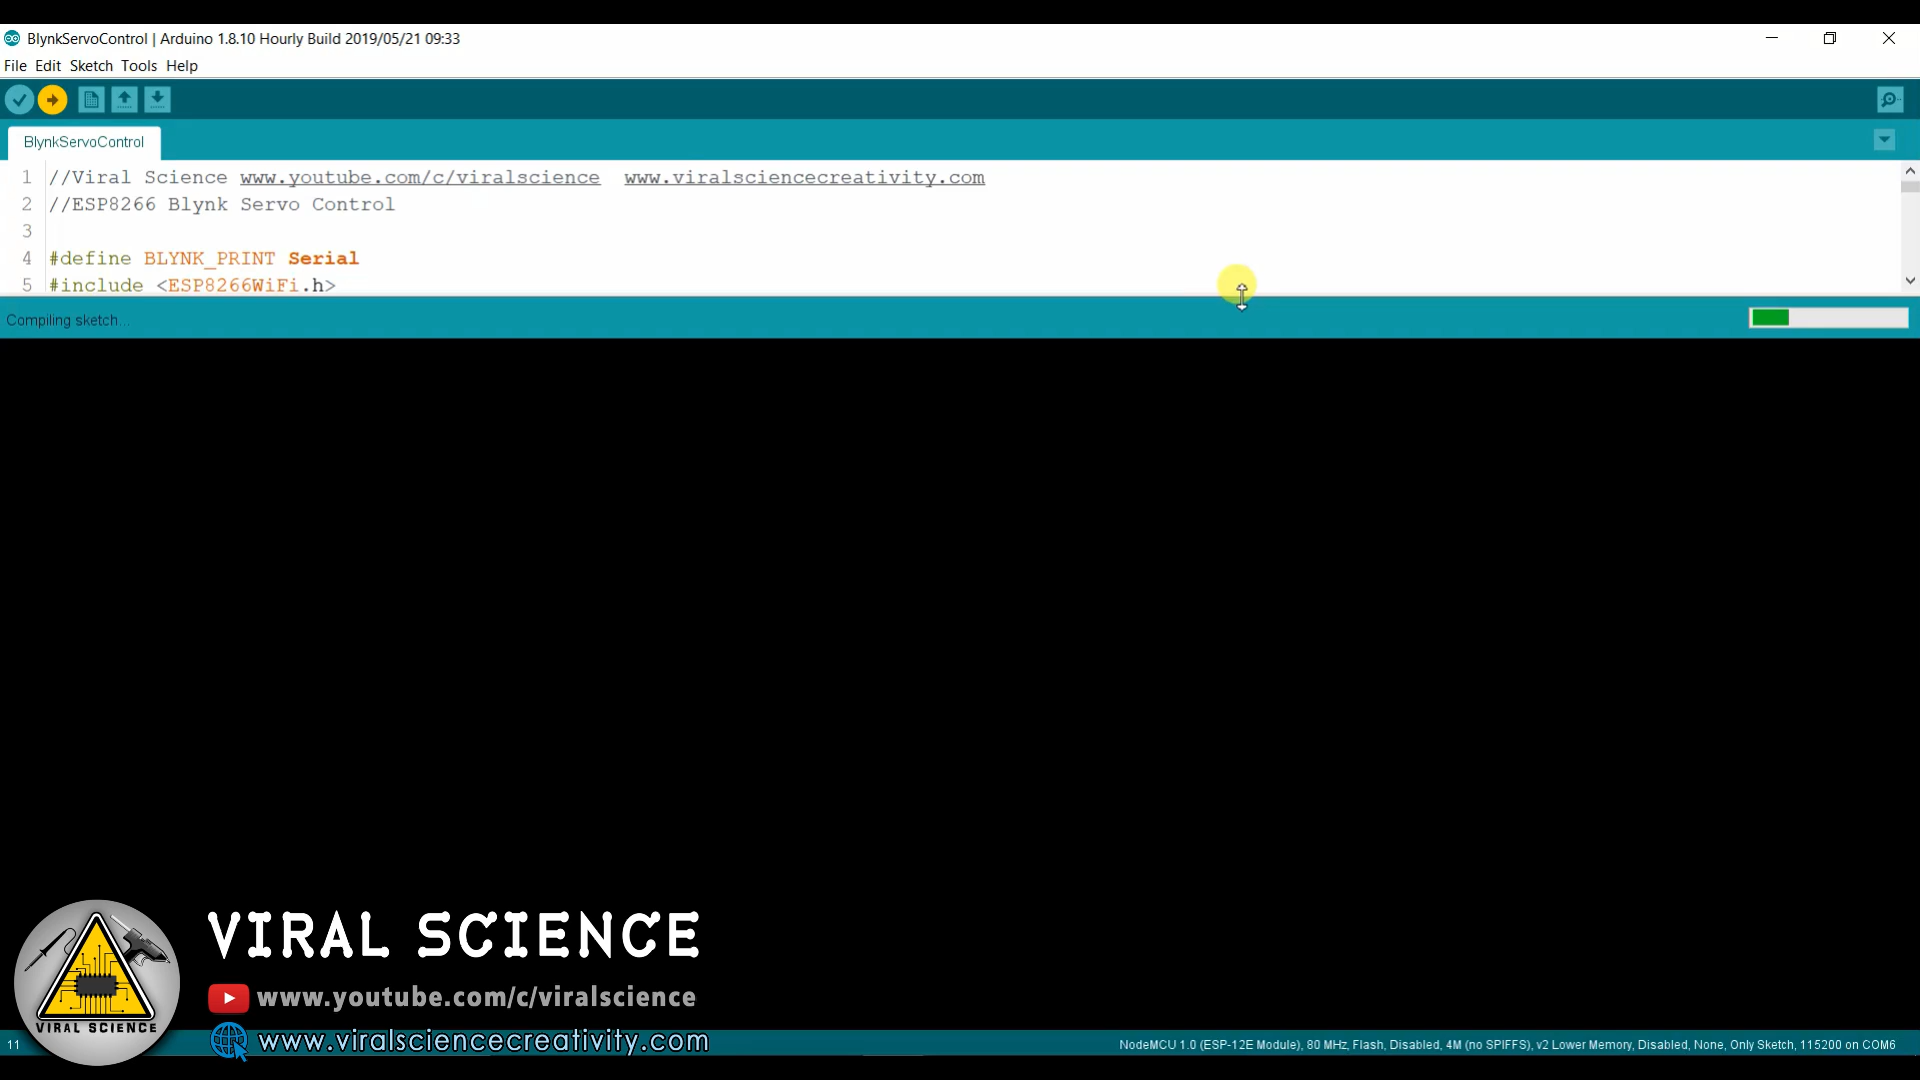 BlynkServoControl | Arduino 1.8.10 Hourly Build 2019/05/21 09:33
File Edit Sketch Tools Help
BlynkServoControl
1 //Viral Science www.youtube.com/c/viralscience www.viralsciencecreativity.com
2 //ESP8266 Blynk Servo Control
3
4 #define BLYNK_PRINT Serial
5 #include <ESP8266WiFi.h>
Compiling sketch...
VIRAL SCIENCE
www.youtube.com/c/viralscience
VIRAL SCIENCE
www.viralsciencecreativity.com
11
NodeMCU 1.0 (ESP-12E Module), 80 MHz, Flash, Disabled, 4M (no SPIFFS), v2 Lower Memory, Disabled, None, Only Sketch, 115200 on COM6